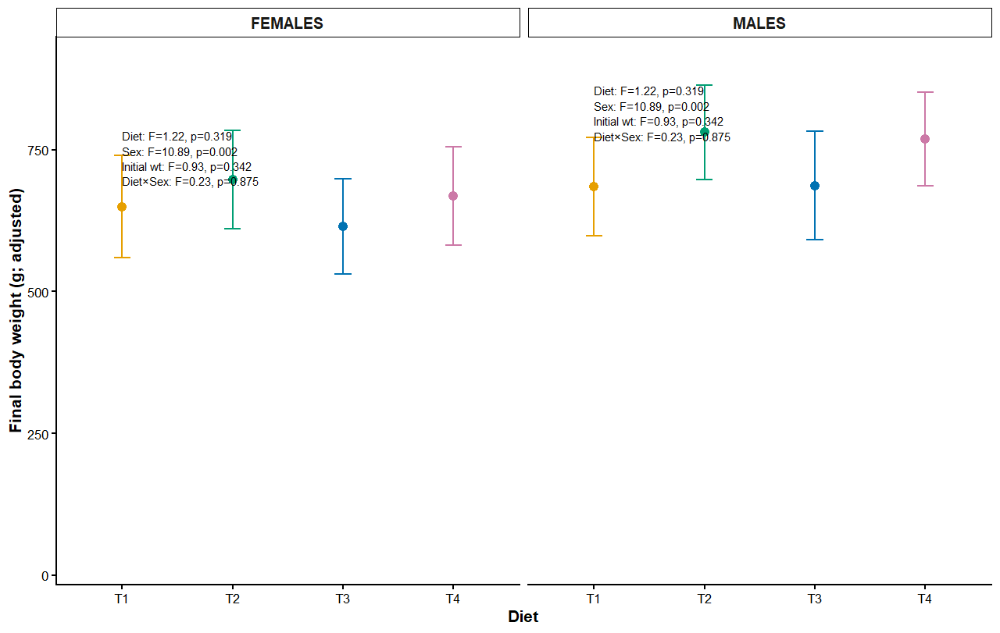 FEMALES
MALES
Diet: F=1.22, p=0.319
Sex: F=10.89, p=0.002
Initial wt: F=0.93, p=0.342
Diet×Sex: F=0.23, p=0.875
Diet: F=1.22, p=0.319
Sex: F=10.89, p=0.002
Initial wt: F=0.93, p=0.342
Diet×Sex: F=0.23, p=0.875
Final body weight (g; adjusted)
750
500
250
0
T1 T2 T3 T4
T1 T2 T3 T4
Diet